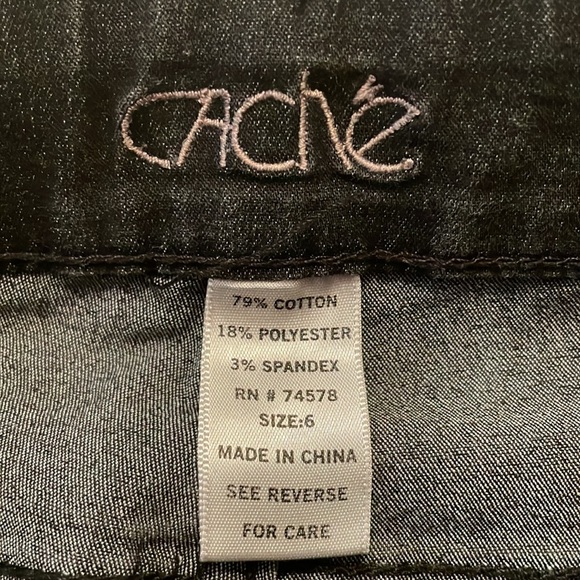 CAChé
79% COTTON
18% POLYESTER
3% SPANDEX
RN # 74578
SIZE:6
MADE IN CHINA
SEE REVERSE
FOR CARE